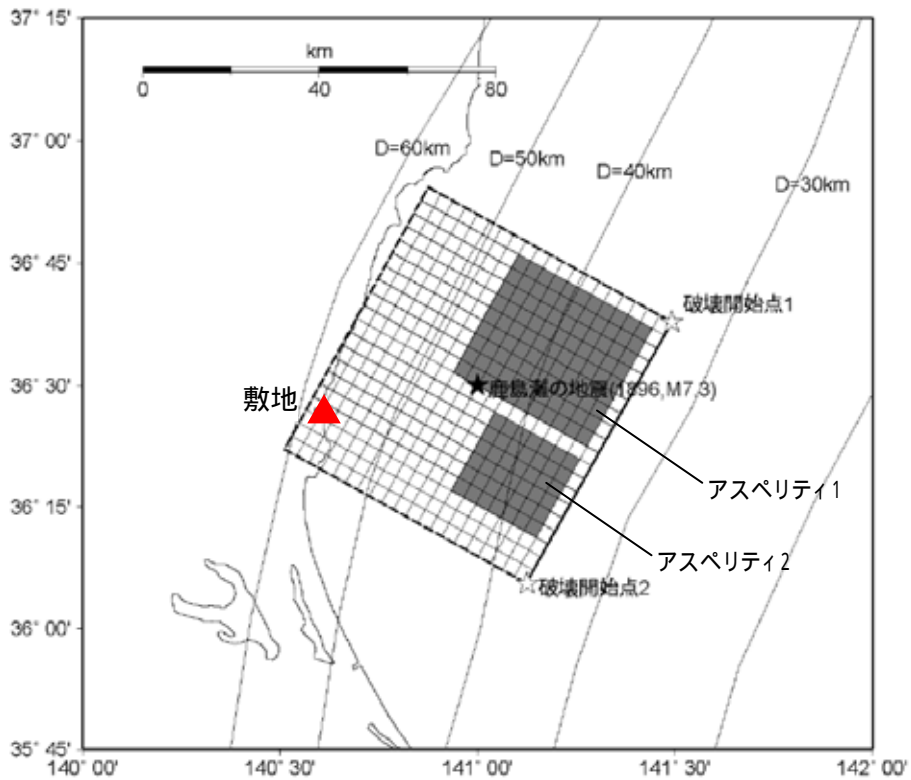 37° 15'
km
0 40 80
37° 00'
D=60km
D=50km
D=40km
D=30km
36° 45'
破壊開始点1
36° 30'
鹿島灘の地震(1896,M7.3)
敷地
アスペリティ1
36° 15'
アスペリティ2
破壊開始点2
36° 00'
35° 45'
140° 00' 140° 30' 141° 00' 141° 30' 142° 00'